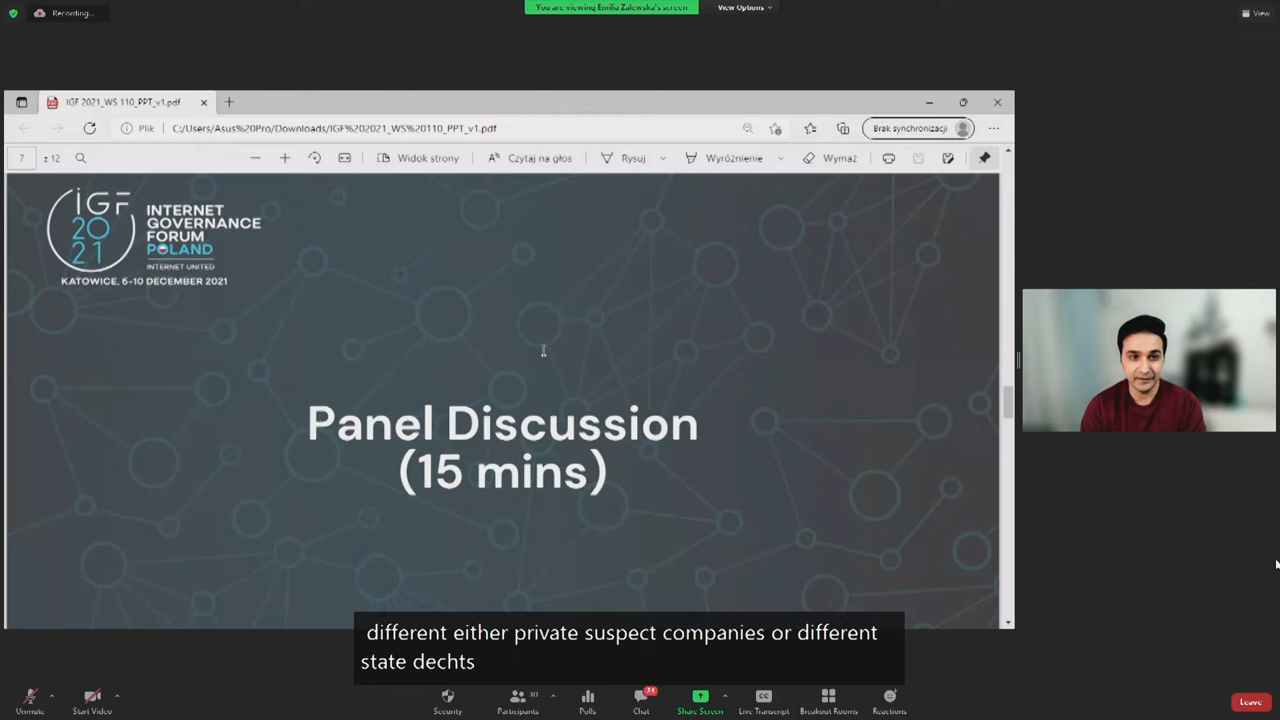 Recording...
You are viewing Emilia Zalewska's screen
View Options
View
IGF 2021_WS 110_PPT_v1.pdf
Plik
C:/Users/Asus%20Pro/Downloads/IGF%202021_WS%20110_PPT_v1.pdf
Brak synchronizacji
7
z 12
Widok strony
Czytaj na głos
Rysuj
Wyróżnienie
Wymaż
iGF
20
21
INTERNET
GOVERNANCE
FORUM
POLAND
INTERNET UNITED
KATOWICE, 6-10 DECEMBER 2021
Panel Discussion
(15 mins)
different either private suspect companies or different
state dechts
Unmute
Start Video
Security
Participants
30
Polls
Chat
74
Share Screen
Live Transcript
Breakout Rooms
Reactions
Leave